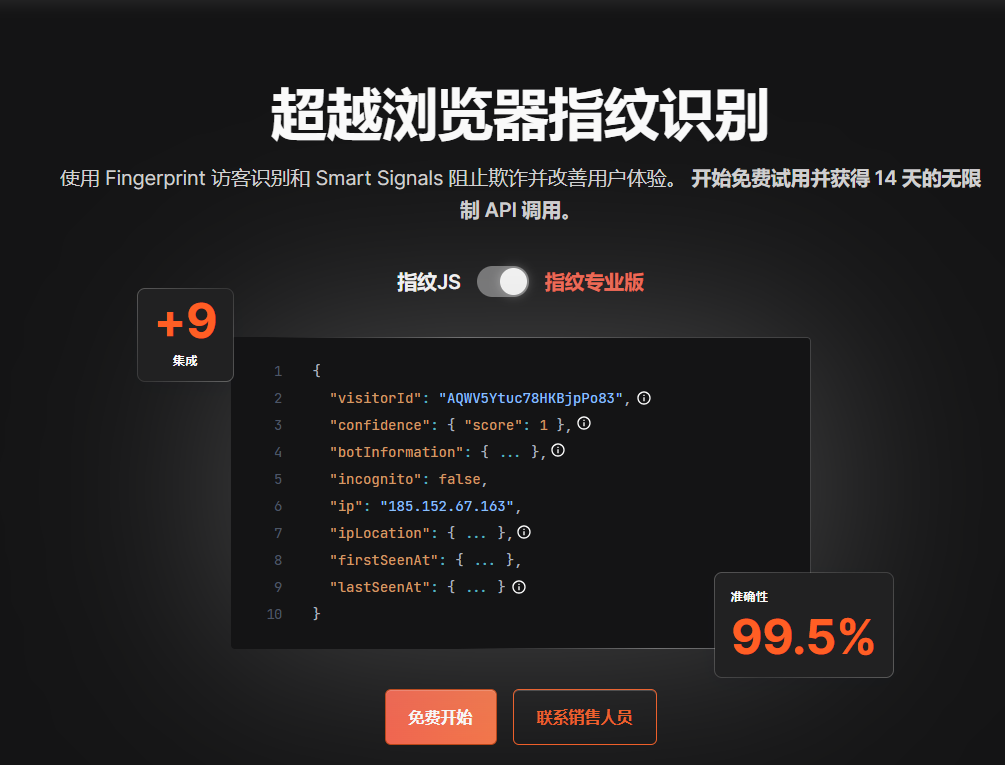 超越浏览器指纹识别
使用 Fingerprint 访客识别和 Smart Signals 阻止欺诈并改善用户体验。 开始免费试用并获得 14 天的无限
制 API 调用。
指纹JS 指纹专业版
+9
集成
1 {
2 "visitorId": "AQWV5Ytuc78HKBjpPo83",
3 "confidence": { "score": 1 },
4 "botInformation": { ... },
5 "incognito": false,
6 "ip": "185.152.67.163",
7 "ipLocation": { ... },
8 "firstSeenAt": { ... },
9 "lastSeenAt": { ... }
10 }
准确性
99.5%
免费开始 联系销售人员